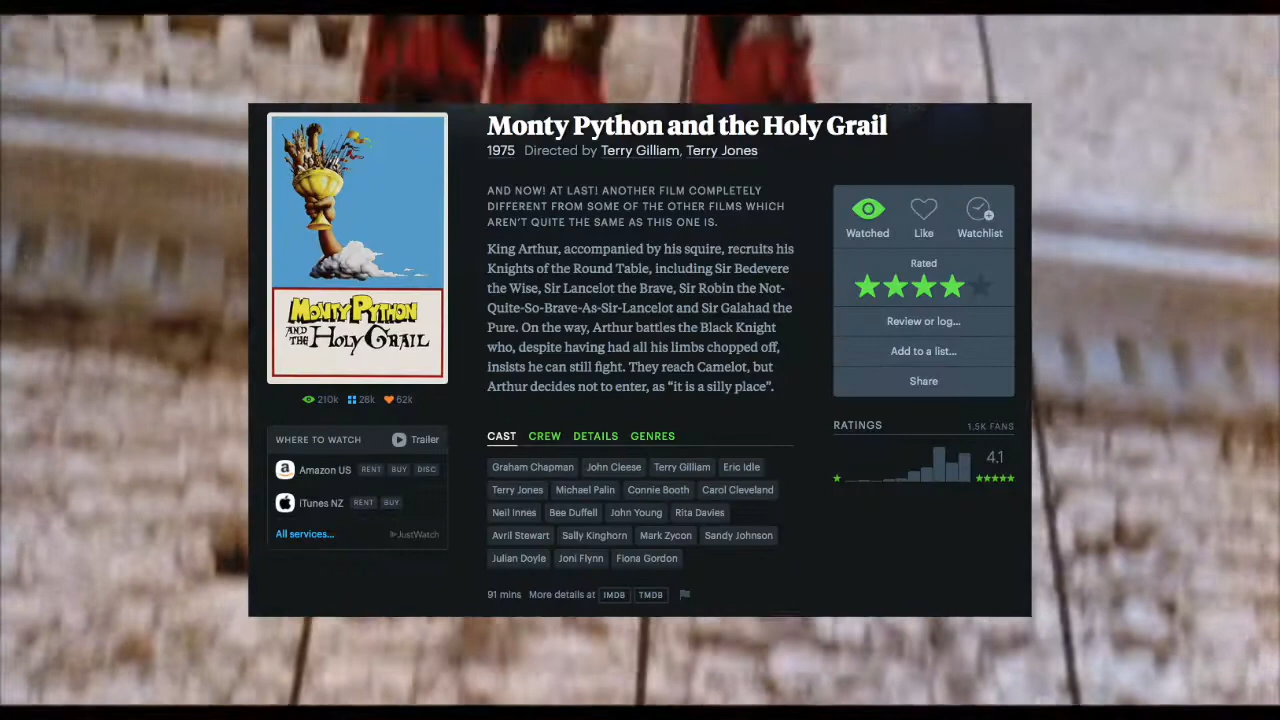 Monty Python and the Holy Grail
1975 Directed by Terry Gilliam, Terry Jones
MONTY PYTHON
AND THE HOLY GRAIL
210k 28k 62k
WHERE TO WATCH Trailer
Amazon US RENT BUY DISC
iTunes NZ RENT BUY
All services... JustWatch
AND NOW! AT LAST! ANOTHER FILM COMPLETELY
DIFFERENT FROM SOME OF THE OTHER FILMS WHICH
AREN'T QUITE THE SAME AS THIS ONE IS.
King Arthur, accompanied by his squire, recruits his
Knights of the Round Table, including Sir Bedevere
the Wise, Sir Lancelot the Brave, Sir Robin the Not-
Quite-So-Brave-As-Sir-Lancelot and Sir Galahad the
Pure. On the way, Arthur battles the Black Knight
who, despite having had all his limbs chopped off,
insists he can still fight. They reach Camelot, but
Arthur decides not to enter, as “it is a silly place”.
CAST CREW DETAILS GENRES
Graham Chapman John Cleese Terry Gilliam Eric Idle
Terry Jones Michael Palin Connie Booth Carol Cleveland
Neil Innes Bee Duffell John Young Rita Davies
Avril Stewart Sally Kinghorn Mark Zycon Sandy Johnson
Julian Doyle Joni Flynn Fiona Gordon
91 mins More details at IMDB TMDB
Watched Like Watchlist
Rated
Review or log...
Add to a list...
Share
RATINGS 1.5K FANS
4.1